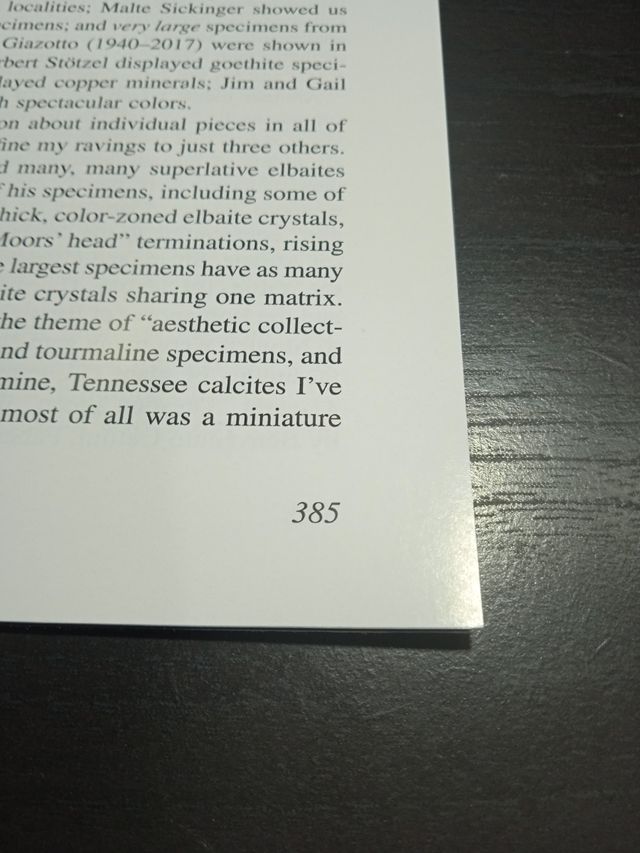 localities; Malte Sickinger showed us
cimens; and very large specimens from
Giazotto (1940–2017) were shown in
bert Stötzel displayed goethite speci-
layed copper minerals; Jim and Gail
h spectacular colors.
on about individual pieces in all of
fine my ravings to just three others.
d many, many superlative elbaites
his specimens, including some of
hick, color-zoned elbaite crystals,
Moors’ head” terminations, rising
e largest specimens have as many
ite crystals sharing one matrix.
he theme of “aesthetic collect-
nd tourmaline specimens, and
mine, Tennessee calcites I’ve
most of all was a miniature
385